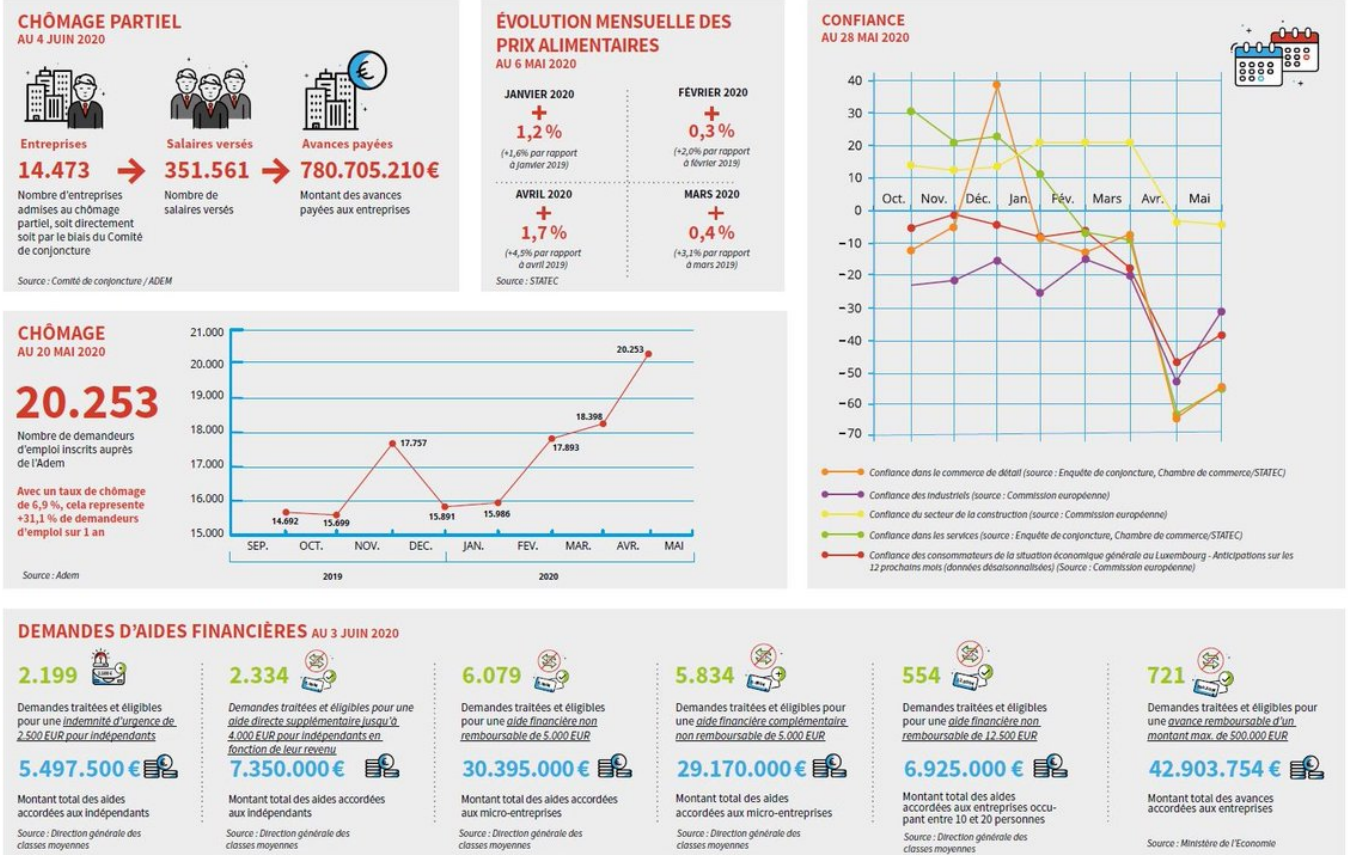 CHÔMAGE PARTIEL
AU 4 JUIN 2020
Entreprises
14.473
Nombre d'entreprises
admises au chômage
partiel, soit directement
soit par le biais du Comité
de conjoncture
Salaires versés
351.561
Nombre de
salaires versés
Avances payées
780.705.210 €
Montant des avances
payées aux entreprises
Source : Comité de conjoncture / ADEM
ÉVOLUTION MENSUELLE DES
PRIX ALIMENTAIRES
AU 6 MAI 2020
JANVIER 2020
+
1,2 %
(+1,6% par rapport
à janvier 2019)
FÉVRIER 2020
+
0,3 %
(+2,0% par rapport
à février 2019)
AVRIL 2020
+
1,7 %
(+4,5% par rapport
à avril 2019)
MARS 2020
+
0,4 %
(+3,1% par rapport
à mars 2019)
Source : STATEC
CONFIANCE
AU 28 MAI 2020
40
30
20
10
0
-10
-20
-30
-40
-50
-60
-70
Oct. Nov. Déc. Jan. Fév. Mars Avr. Mai
Confiance dans le commerce de détail (source : Enquête de conjoncture, Chambre de commerce/STATEC)
Confiance des industriels (source : Commission européenne)
Confiance du secteur de la construction (source : Commission européenne)
Confiance dans les services (source : Enquête de conjoncture, Chambre de commerce/STATEC)
Confiance des consommateurs de la situation économique générale au Luxembourg - Anticipations sur les
12 prochains mois (données désaisonnalisées) (Source : Commission européenne)
CHÔMAGE
AU 20 MAI 2020
20.253
Nombre de demandeurs
d'emploi inscrits auprès
de l'Adem
Avec un taux de chômage
de 6,9 %, cela represente
+31,1 % de demandeurs
d'emploi sur 1 an
Source : Adem
21.000
20.000
19.000
18.000
17.000
16.000
15.000
14.692
15.699
17.757
15.891
15.986
17.893
18.398
20.253
SEP. OCT. NOV. DEC. JAN. FEV. MAR. AVR. MAI
2019 2020
DEMANDES D'AIDES FINANCIÈRES AU 3 JUIN 2020
2.199
Demandes traitées et éligibles
pour une indemnité d'urgence de
2.500 EUR pour indépendants
5.497.500 €
Montant total des aides
accordées aux indépendants
Source : Direction générale des
classes moyennes
2.334
Demandes traitées et éligibles pour une
aide directe supplémentaire jusqu'à
4.000 EUR pour indépendants en
fonction de leur revenu
7.350.000 €
Montant total des aides accordées
aux indépendants
Source : Direction générale des
classes moyennes
6.079
Demandes traitées et éligibles
pour une aide financière non
remboursable de 5.000 EUR
30.395.000 €
Montant total des aides accordées
aux micro-entreprises
Source : Direction générale des
classes moyennes
5.834
Demandes traitées et éligibles pour
une aide financière complémentaire
non remboursable de 5.000 EUR
29.170.000 €
Montant total des aides
accordées aux micro-entreprises
Source : Direction générale des
classes moyennes
554
Demandes traitées et éligibles
pour une aide financière non
remboursable de 12.500 EUR
6.925.000 €
Montant total des aides
accordées aux entreprises occu-
pant entre 10 et 20 personnes
Source : Direction générale des
classes moyennes
721
Demandes traitées et éligibles pour
une avance remboursable d'un
montant max. de 500.000 EUR
42.903.754 €
Montant total des avances
accordées aux entreprises
Source : Ministère de l'Economie